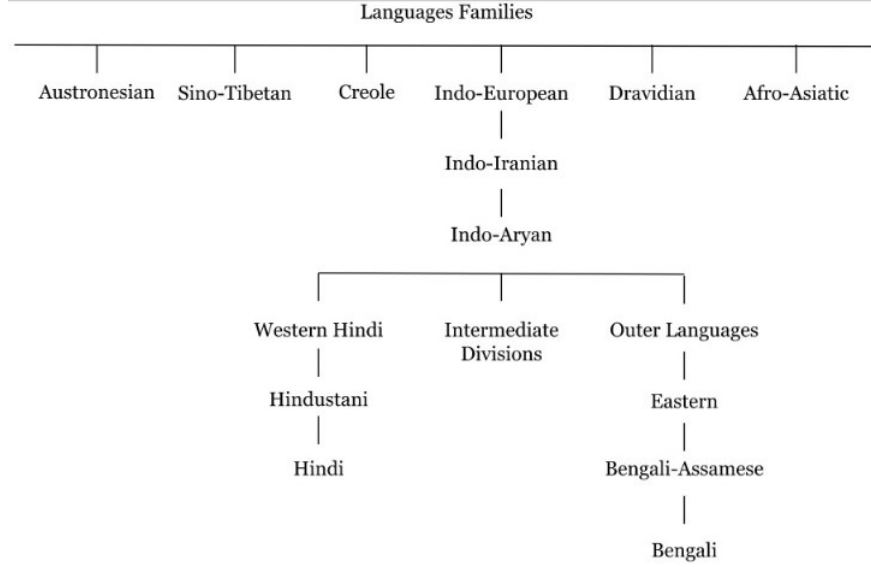 Languages Families
Austronesian Sino-Tibetan Creole Indo-European Dravidian Afro-Asiatic
Indo-Iranian
Indo-Aryan
Western Hindi Intermediate Divisions Outer Languages
Hindustani Eastern
Hindi Bengali-Assamese
Bengali